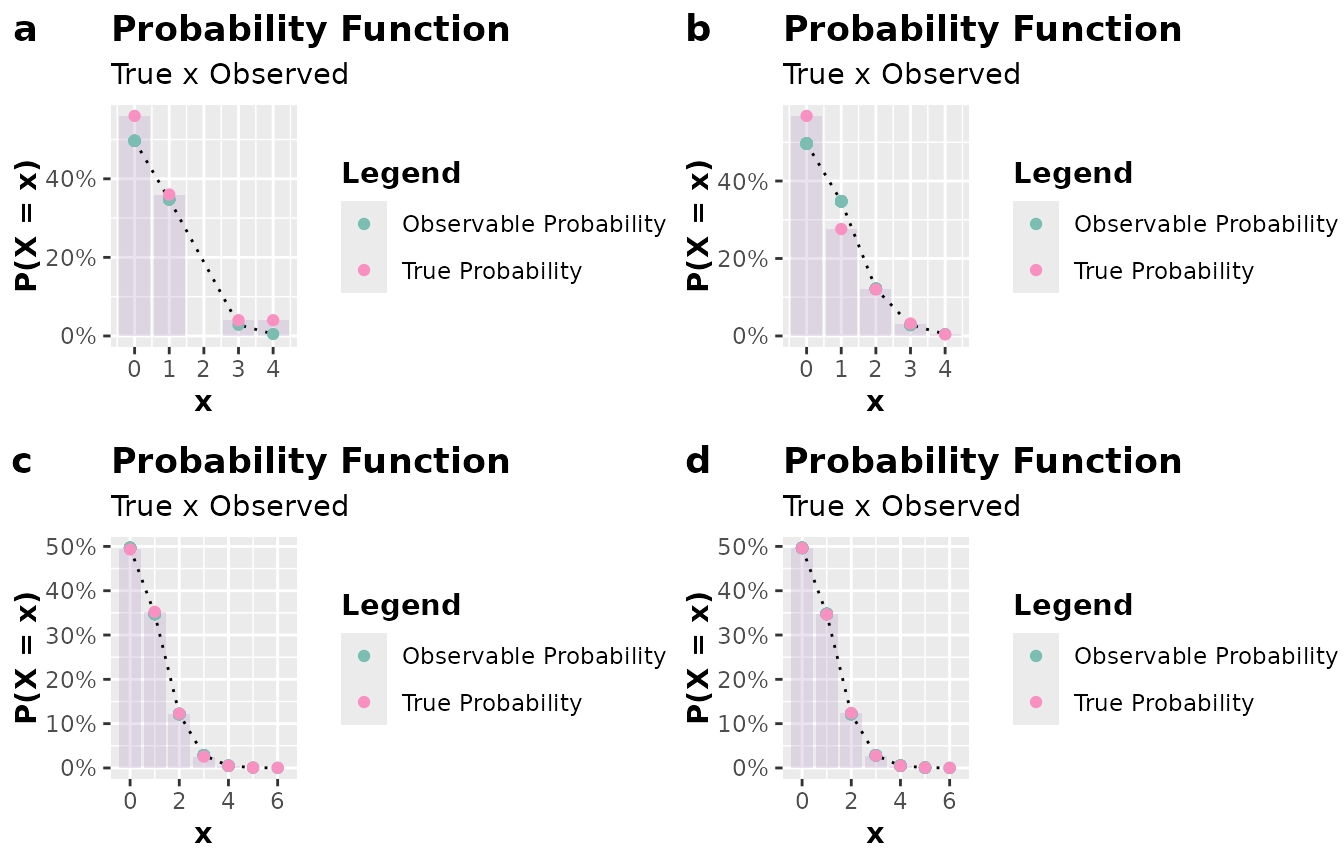 a
Probability Function
True x Observed
P(X = x)
40%
20%
0%
0 1 2 3 4
x
Legend
Observable Probability
True Probability
b
Probability Function
True x Observed
P(X = x)
40%
20%
0%
0 1 2 3 4
x
Legend
Observable Probability
True Probability
c
Probability Function
True x Observed
P(X = x)
50%
40%
30%
20%
10%
0%
0 2 4 6
x
Legend
Observable Probability
True Probability
d
Probability Function
True x Observed
P(X = x)
50%
40%
30%
20%
10%
0%
0 2 4 6
x
Legend
Observable Probability
True Probability